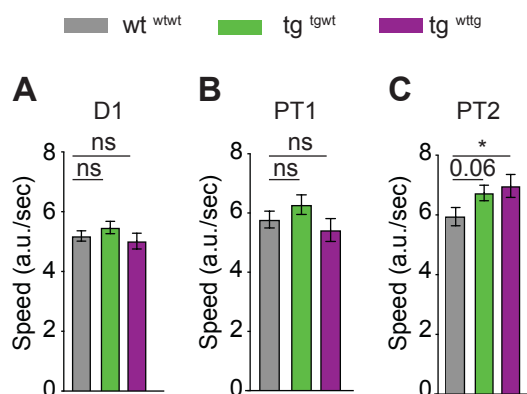 wt wtwt tg tgwt tg wttg
A B C
D1 PT1 PT2
ns ns *
ns ns 0.06
8 8 8
6 6 6
4 4 4
2 2 2
0 0 0
Speed (a.u./sec) Speed (a.u./sec) Speed (a.u./sec)